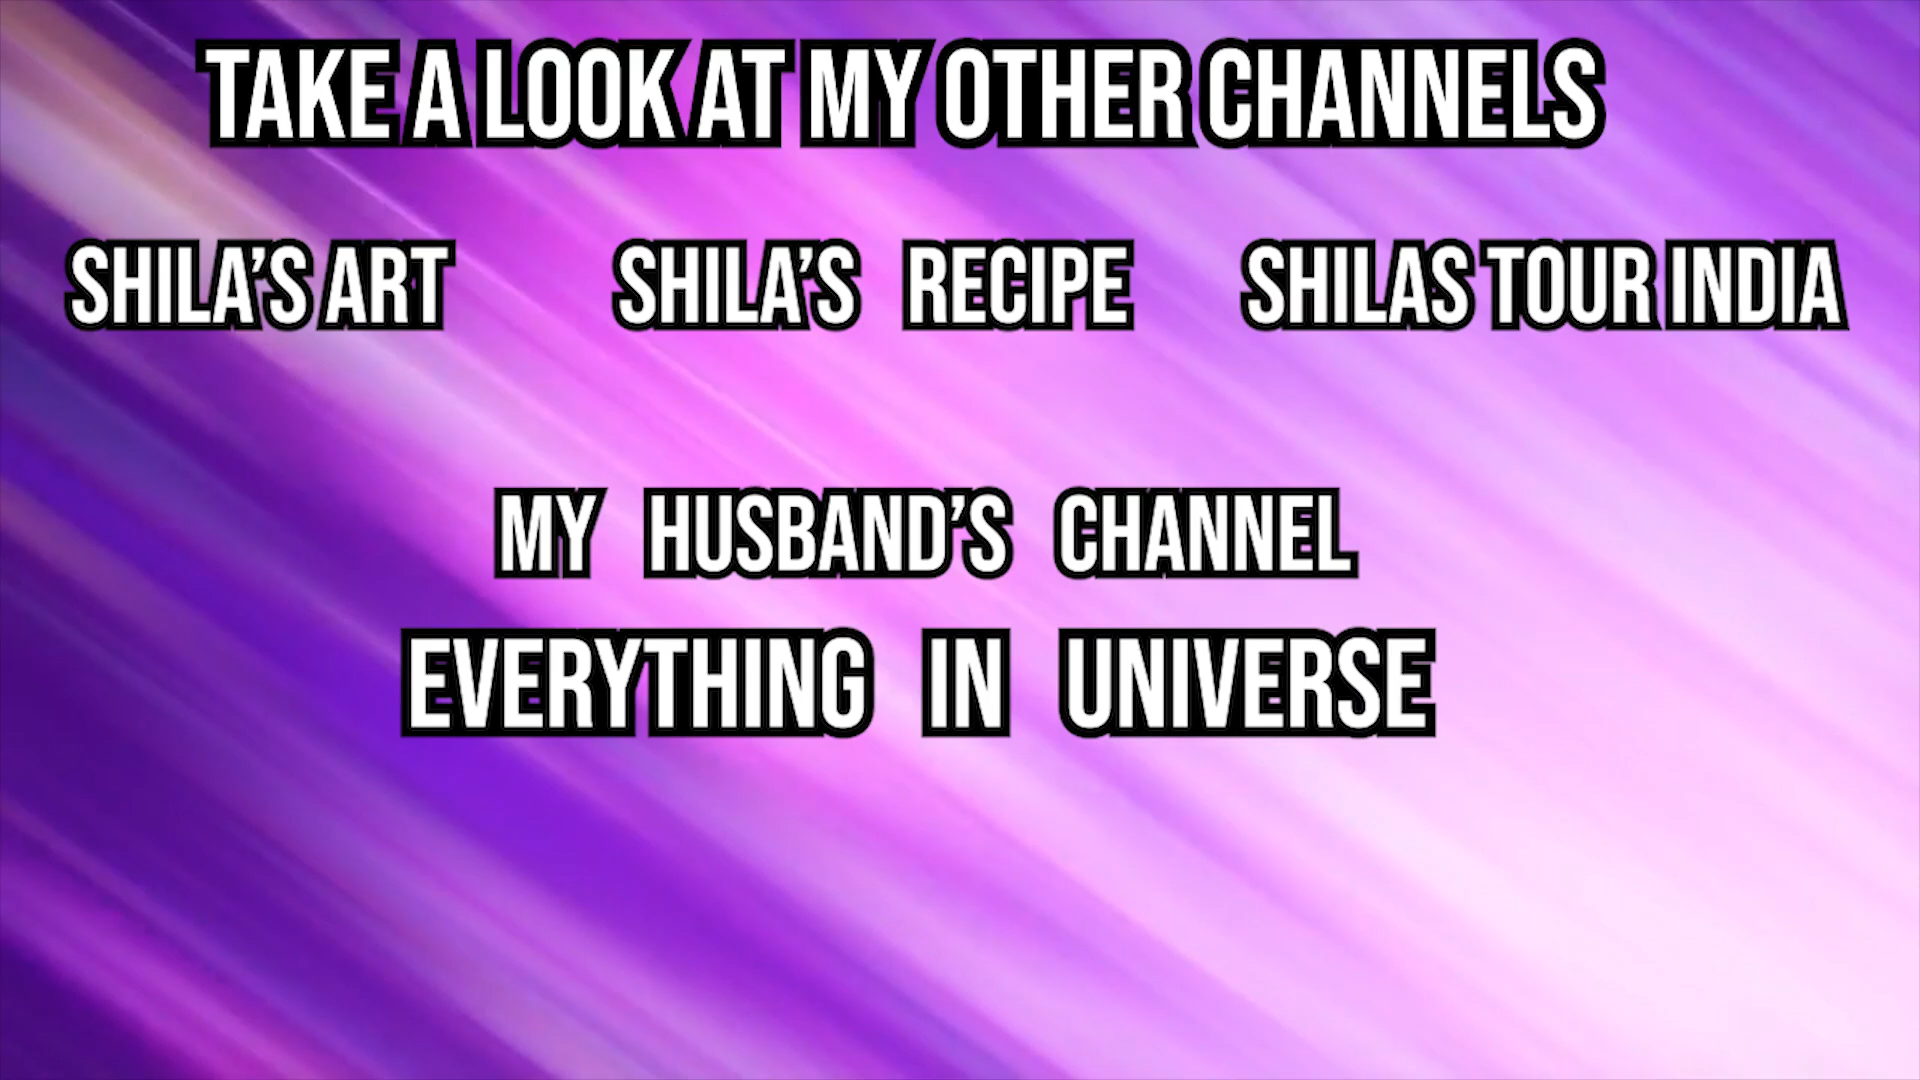 TAKE A LOOK AT MY OTHER CHANNELS
SHILA'S ART SHILA'S RECIPE SHILAS TOUR INDIA
MY HUSBAND'S CHANNEL
EVERYTHING IN UNIVERSE